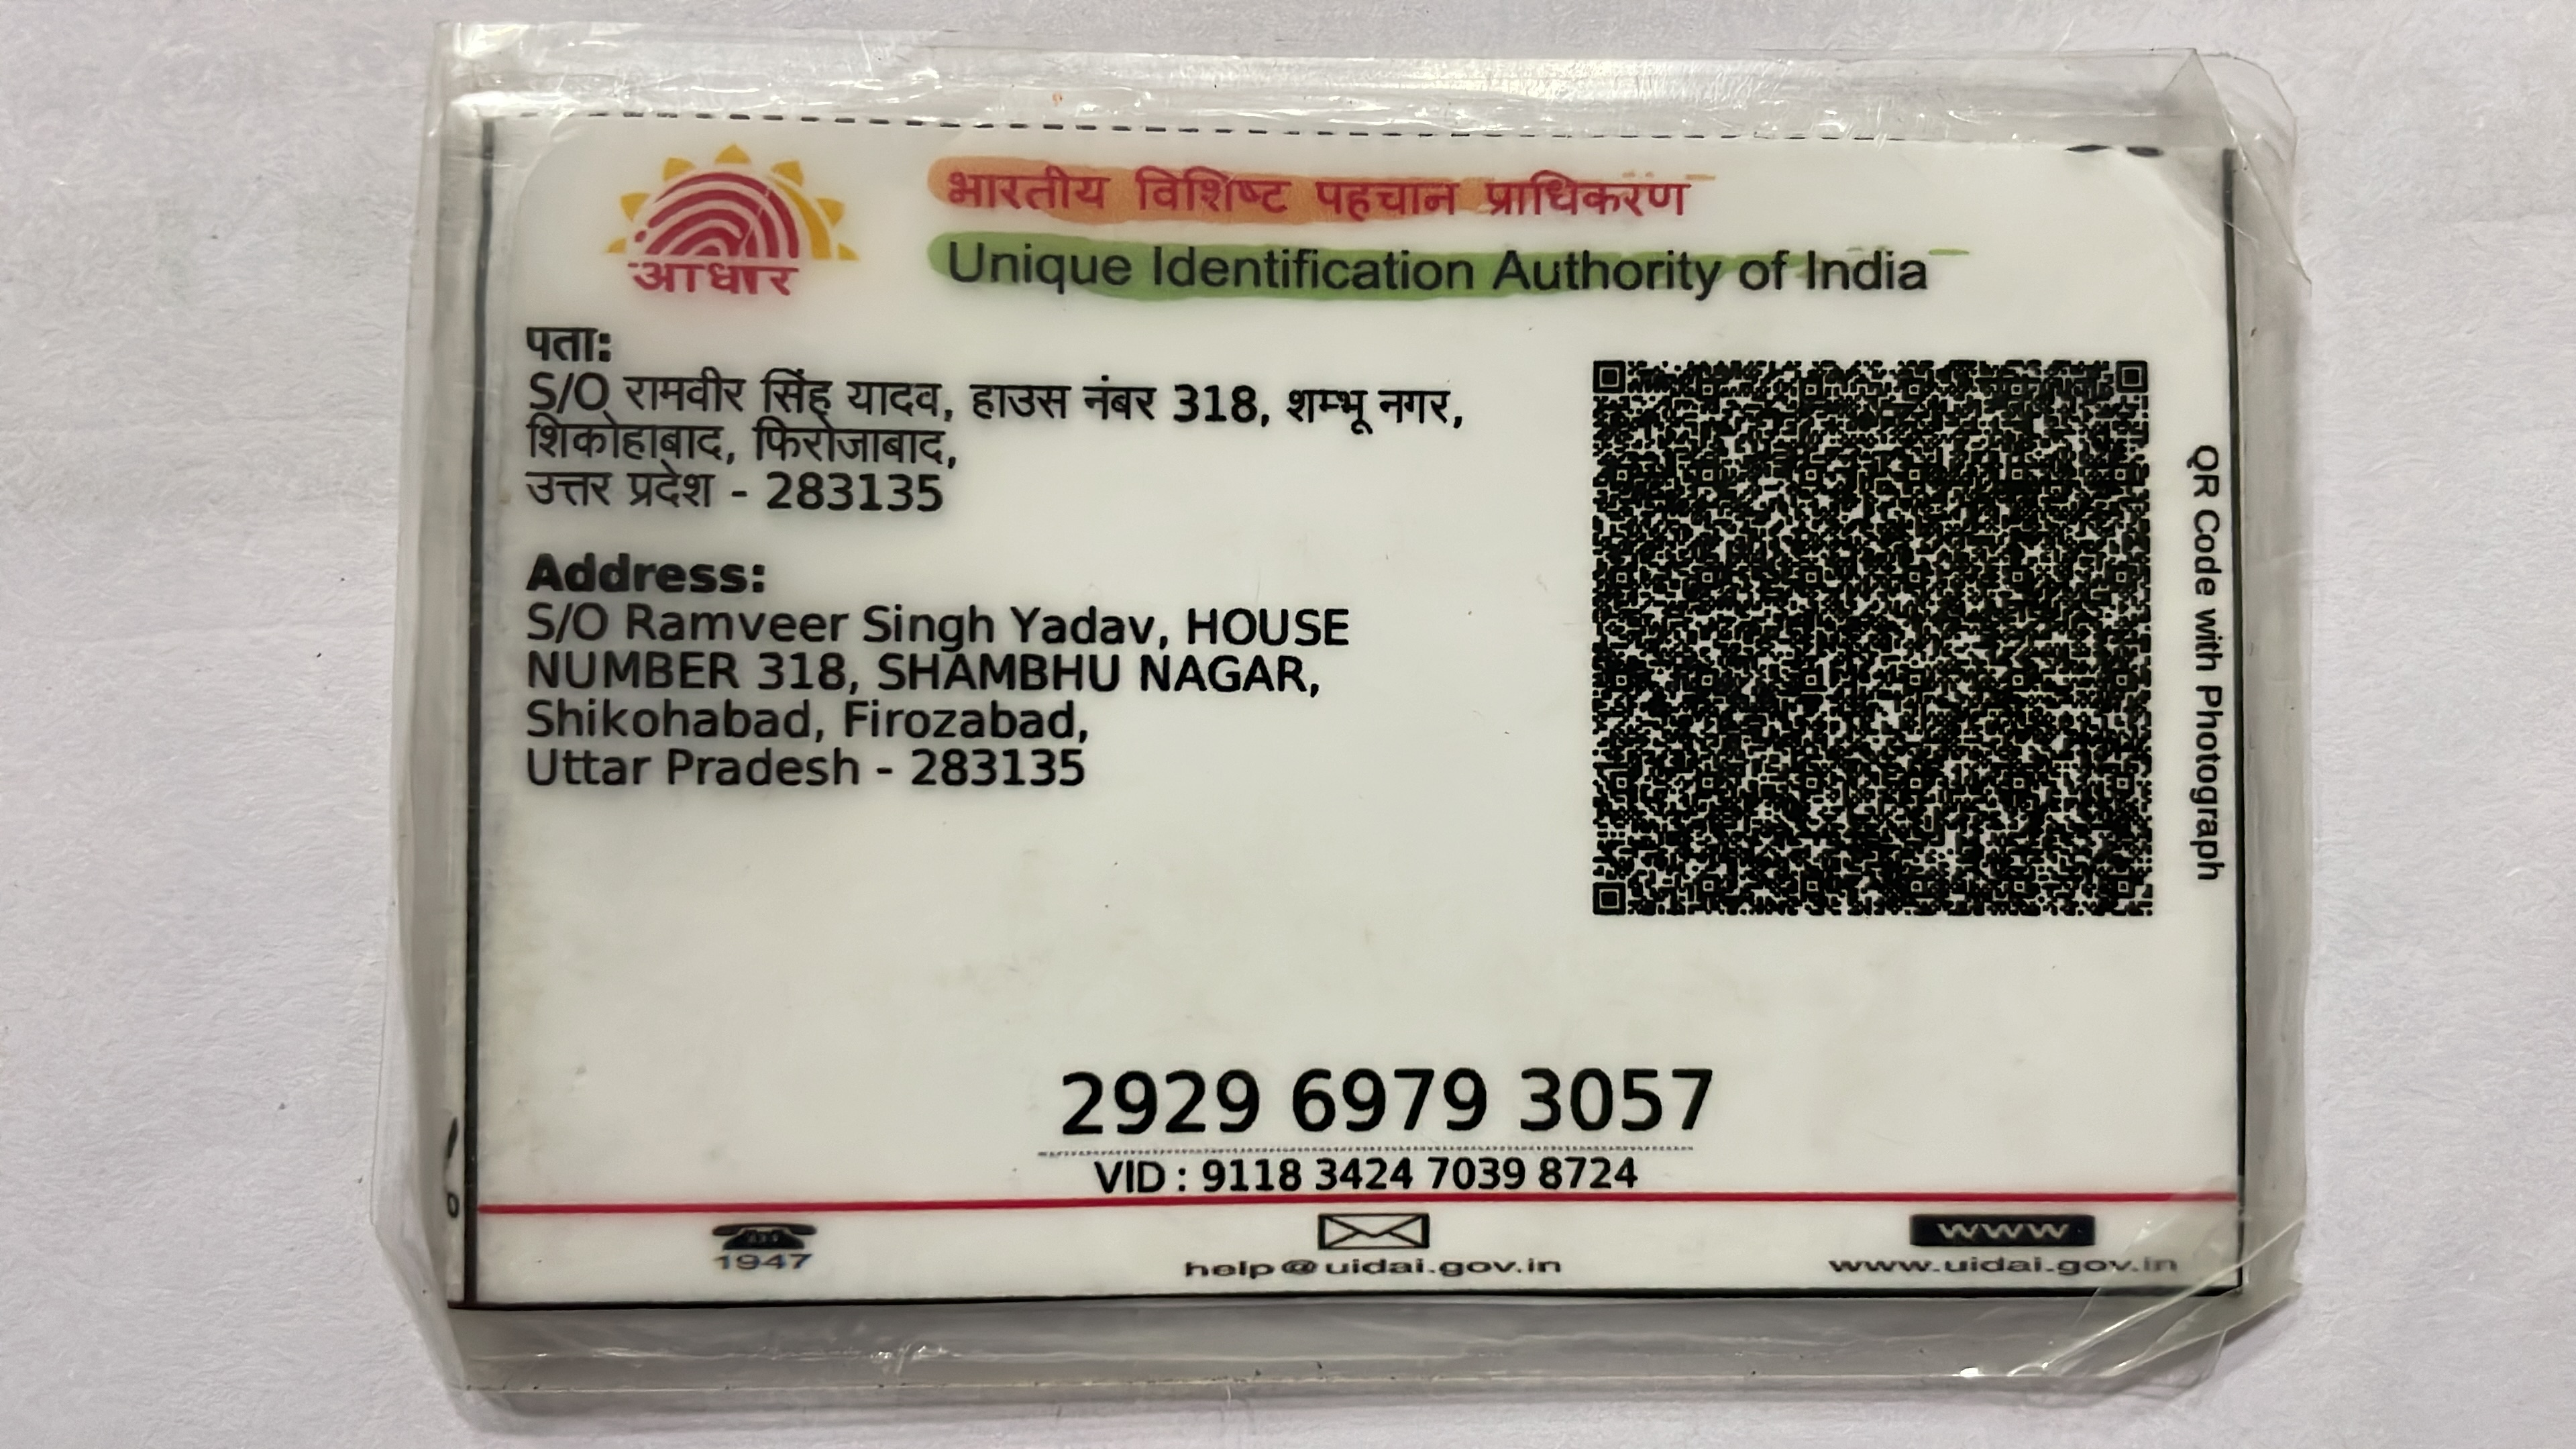 आधार
भारतीय विशिष्ट पहचान प्राधिकरण
Unique Identification Authority of India
पता:
S/O रामवीर सिंह यादव, हाउस नंबर 318, शम्भू नगर,
शिकोहाबाद, फिरोजाबाद,
उत्तर प्रदेश - 283135
Address:
S/O Ramveer Singh Yadav, HOUSE
NUMBER 318, SHAMBHU NAGAR,
Shikohabad, Firozabad,
Uttar Pradesh - 283135
QR Code with Photograph
2929 6979 3057
VID : 9118 3424 7039 8724
1947
help@uidai.gov.in
www
www.uidai.gov.in